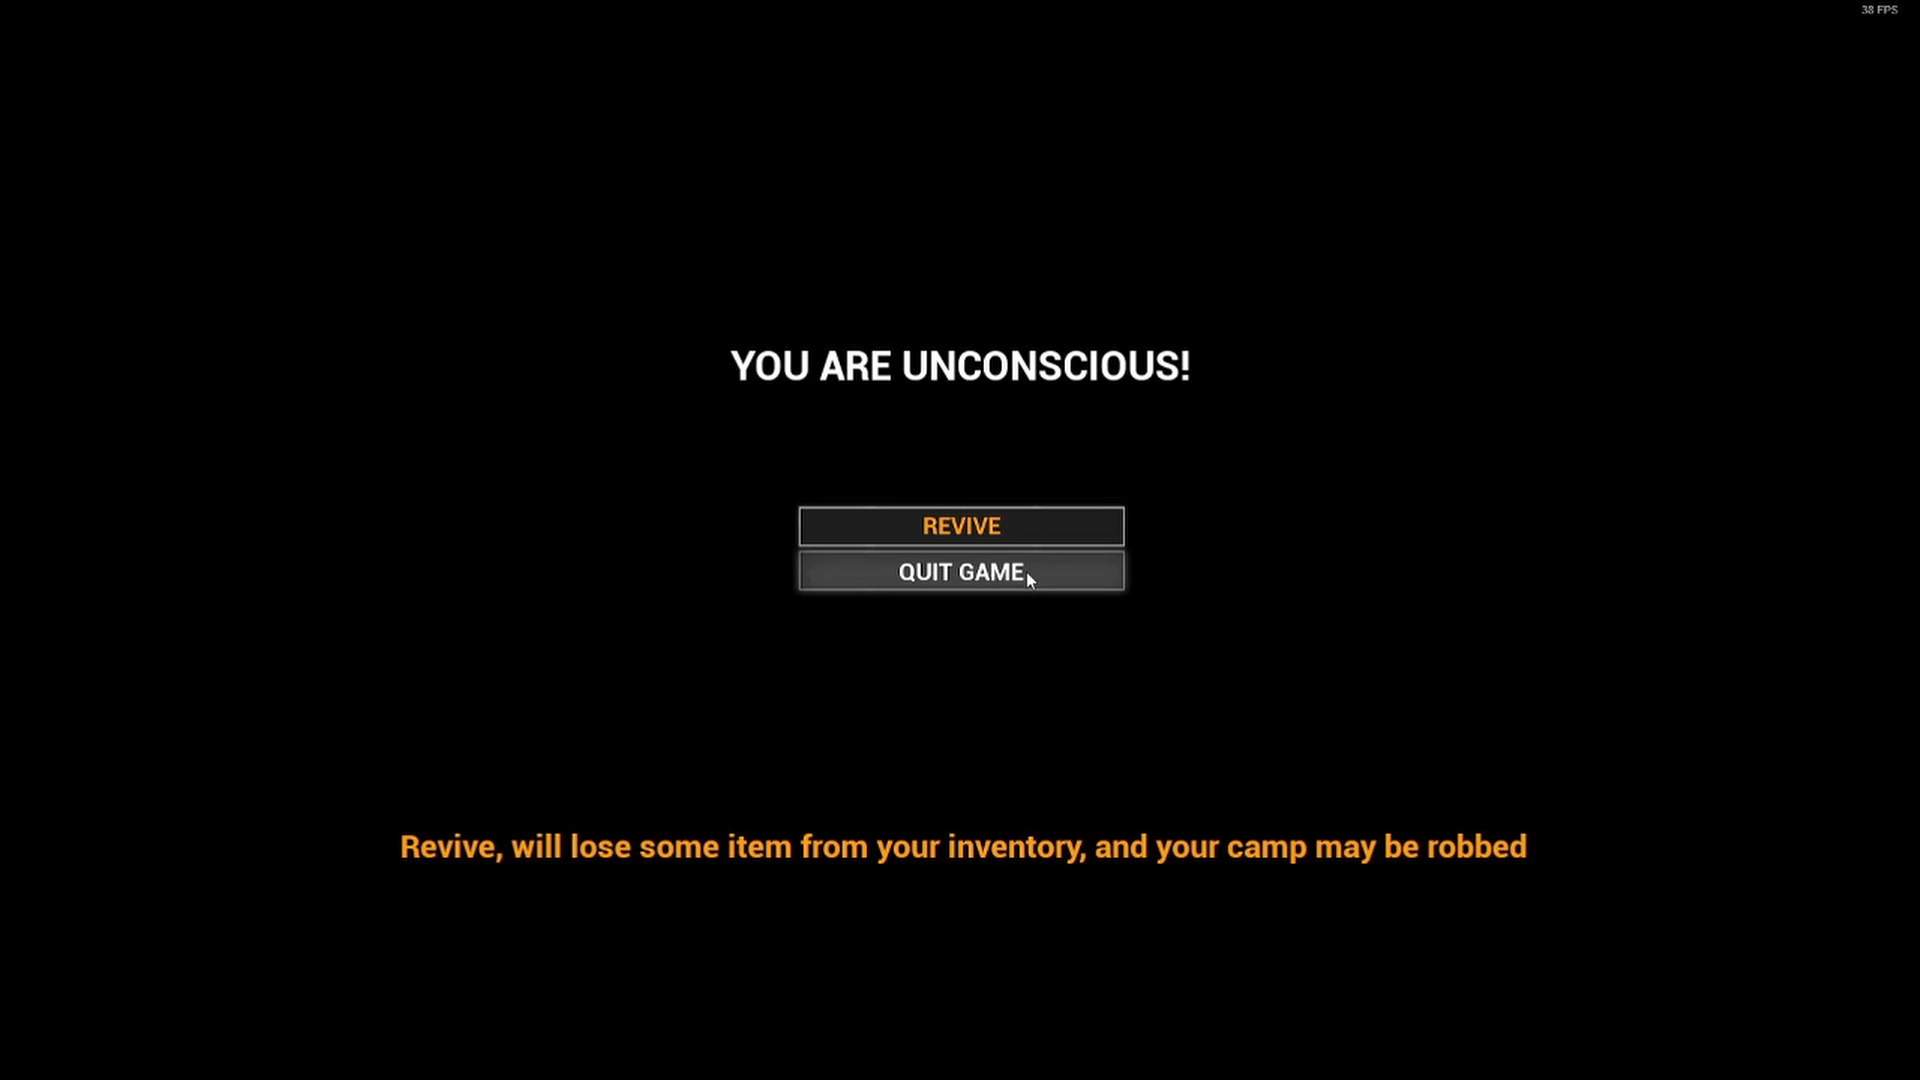 38 FPS
YOU ARE UNCONSCIOUS!
REVIVE
QUIT GAME
Revive, will lose some item from your inventory, and your camp may be robbed